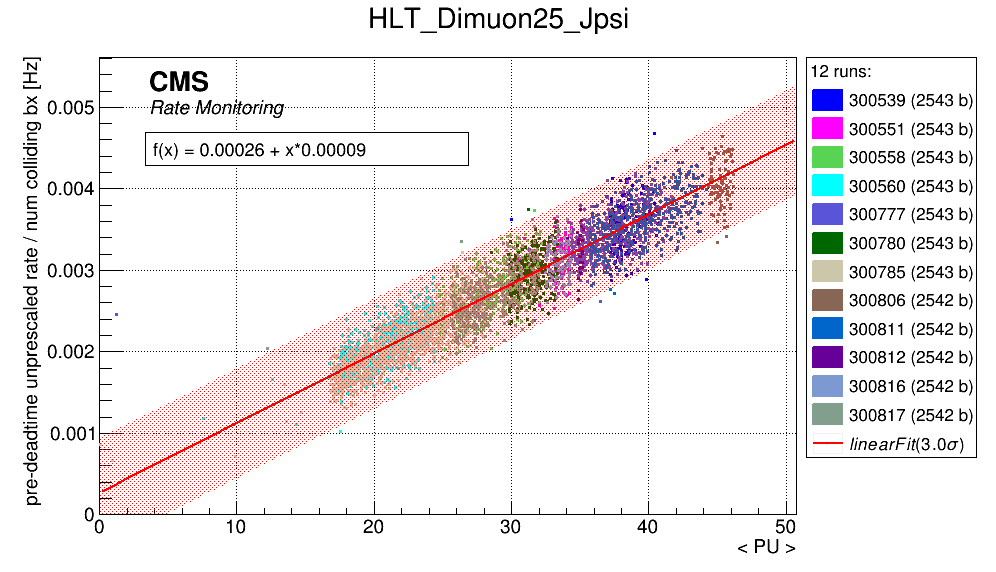 HLT_Dimuon25_Jpsi
pre-deadtime unprescaled rate / num colliding bx [Hz]
CMS
Rate Monitoring
f(x) = 0.00026 + x*0.00009
0.005
0.004
0.003
0.002
0.001
0
0 10 20 30 40 50
< PU >
12 runs:
300539 (2543 b)
300551 (2543 b)
300558 (2543 b)
300560 (2543 b)
300777 (2543 b)
300780 (2543 b)
300785 (2543 b)
300806 (2542 b)
300811 (2542 b)
300812 (2542 b)
300816 (2542 b)
300817 (2542 b)
linearFit(3.0σ)